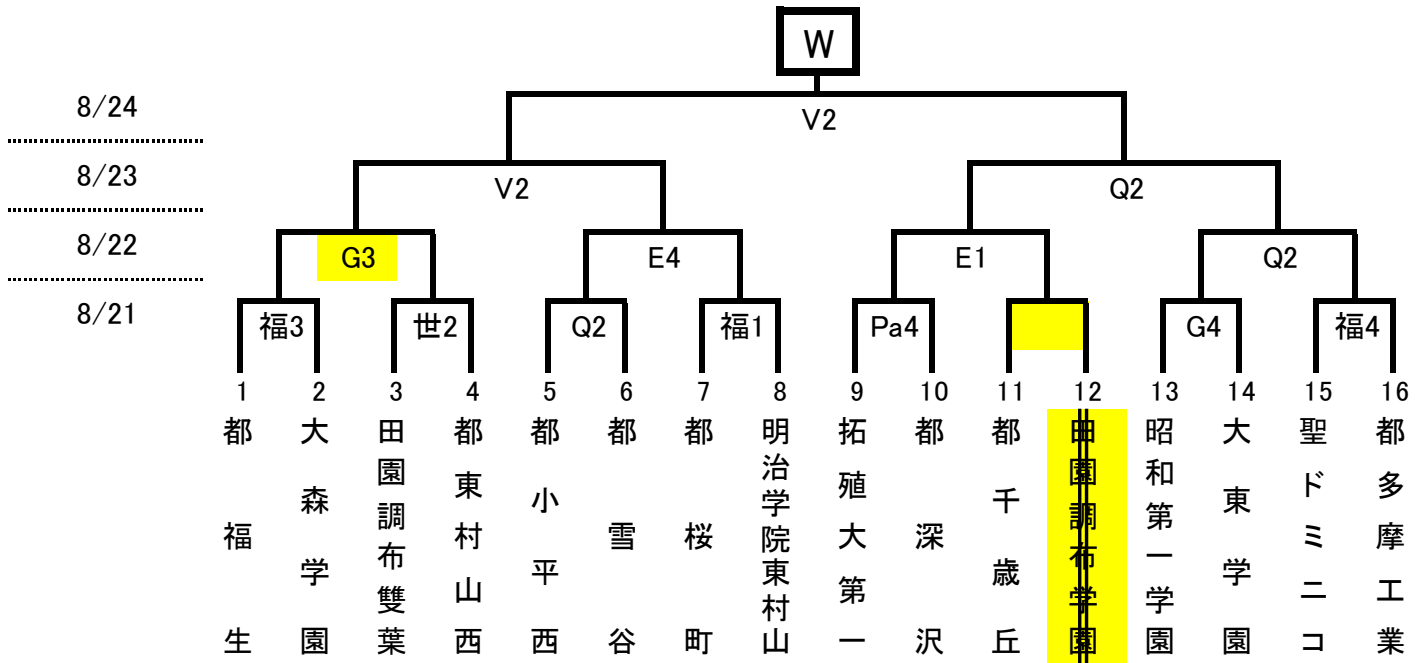 W
8/24
V2
8/23
V2
Q2
8/22
G3
E4
E1
Q2
8/21
福3
世2
Q2
福1
Pa4
G4
福4
1
2
3
4
5
6
7
8
9
10
11
12
13
14
15
16
都福生
大森学園
田園調布雙葉
都東村山西
都小平西
都雪谷
都桜町
明治学院東村山
拓殖大第一
都深沢
都千歳丘
田園調布学園
昭和第一学園
大東学園
聖ドミニコ
都多摩工業